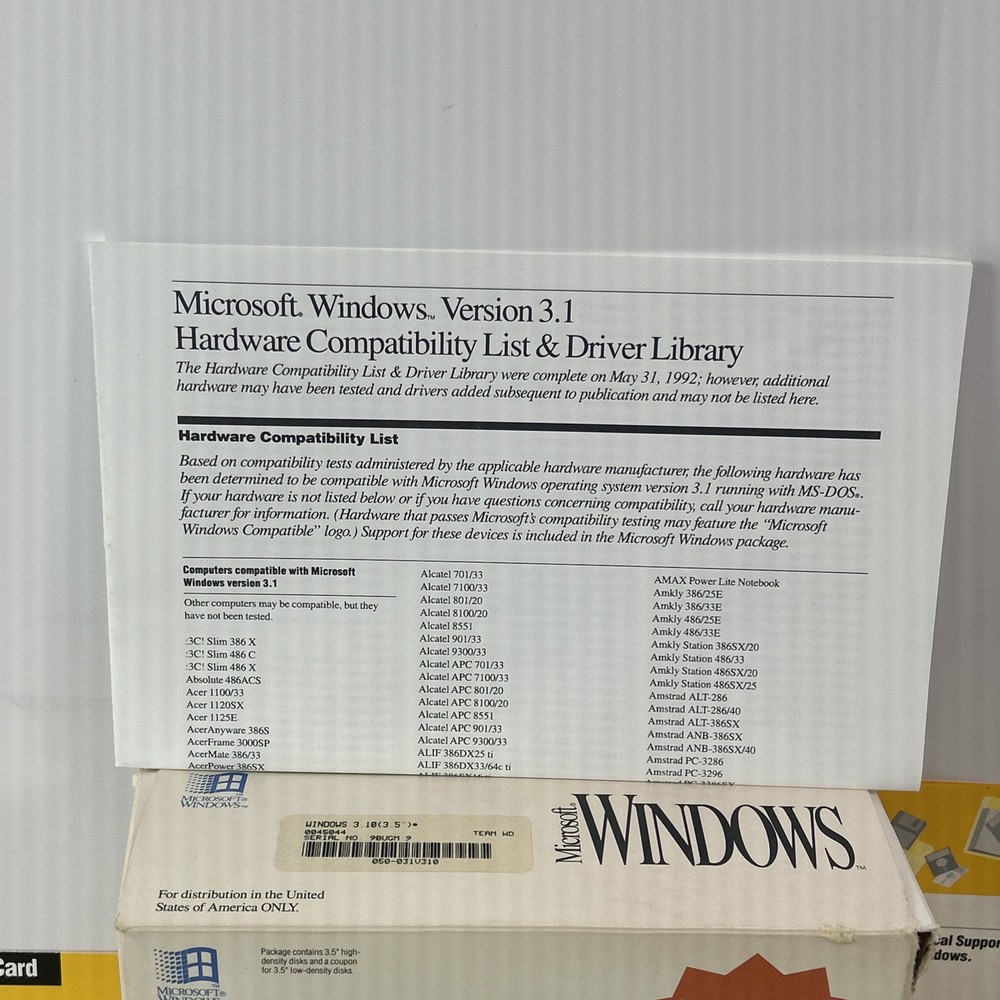 Microsoft® Windows™ Version 3.1
Hardware Compatibility List & Driver Library
The Hardware Compatibility List & Driver Library were complete on May 31, 1992; however, additional
hardware may have been tested and drivers added subsequent to publication and may not be listed here.
Hardware Compatibility List
Based on compatibility tests administered by the applicable hardware manufacturer, the following hardware has
been determined to be compatible with Microsoft Windows operating system version 3.1 running with MS-DOS®.
If your hardware is not listed below or if you have questions concerning compatibility, call your hardware manu-
facturer for information. (Hardware that passes Microsoft's compatibility testing may feature the "Microsoft
Windows Compatible" logo.) Support for these devices is included in the Microsoft Windows package.
Computers compatible with Microsoft
Windows version 3.1
Other computers may be compatible, but they
have not been tested.
:3C! Slim 386 X
:3C! Slim 486 C
:3C! Slim 486 X
Absolute 486ACS
Acer 1100/33
Acer 1120SX
Acer 1125E
AcerAnyware 386S
AcerFrame 3000SP
AcerMate 386/33
AcerPower 386SX
Alcatel 701/33
Alcatel 7100/33
Alcatel 801/20
Alcatel 8100/20
Alcatel 8551
Alcatel 901/33
Alcatel 9300/33
Alcatel APC 701/33
Alcatel APC 7100/33
Alcatel APC 801/20
Alcatel APC 8100/20
Alcatel APC 8551
Alcatel APC 901/33
Alcatel APC 9300/33
ALIF 386DX25 ti
ALIF 386DX33/64c ti
AMAX Power Lite Notebook
Amkly 386/25E
Amkly 386/33E
Amkly 486/25E
Amkly 486/33E
Amkly Station 386SX/20
Amkly Station 486/33
Amkly Station 486SX/20
Amkly Station 486SX/25
Amstrad ALT-286
Amstrad ALT-286/40
Amstrad ALT-386SX
Amstrad ANB-386SX
Amstrad ANB-386SX/40
Amstrad PC-3286
Amstrad PC-3296
MICROSOFT®
WINDOWS™
WINDOWS 3.10(3.5")*
0045044
SERIAL NO. 9BUGM 9
TEAM WD
050-031V310
Microsoft®
WINDOWS™
For distribution in the United
States of America ONLY.
MICROSOFT®
Package contains 3.5" high-
density disks and a coupon
for 3.5" low-density disks.
Card